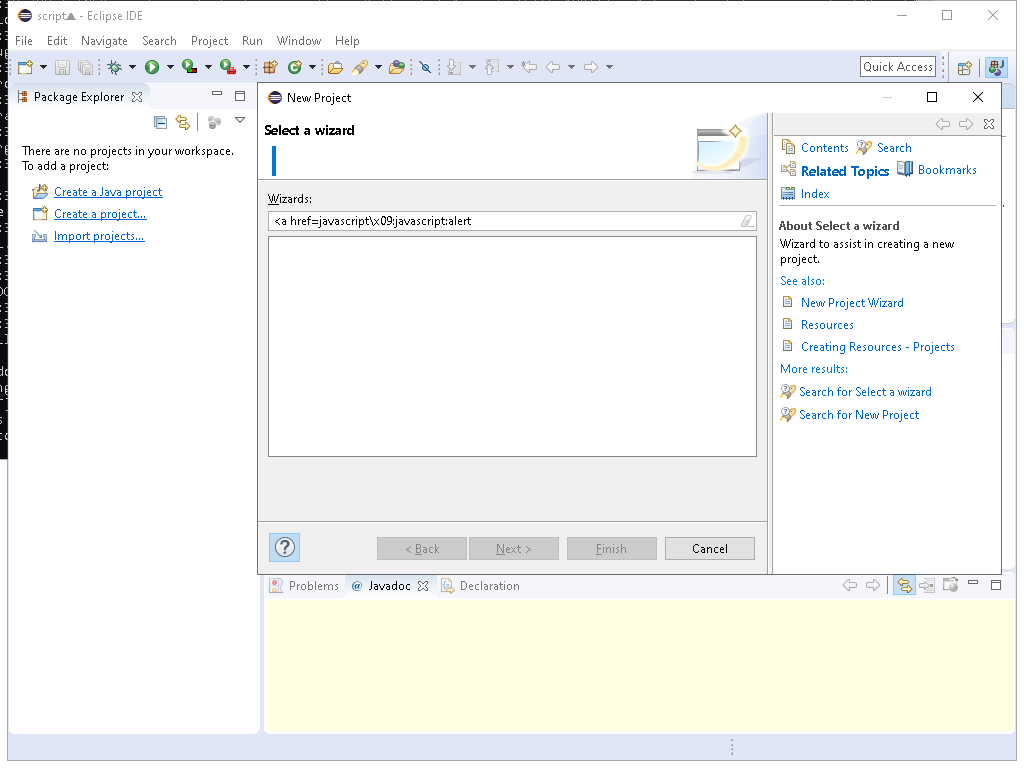 script▲ - Eclipse IDE
File Edit Navigate Search Project Run Window Help
Quick Access
Package Explorer
There are no projects in your workspace.
To add a project:
Create a Java project
Create a project...
Import projects...
New Project
Select a wizard
Wizards:
<a href=javascript\x09:javascript:alert
< Back Next > Finish Cancel
Contents Search
Related Topics Bookmarks
Index
About Select a wizard
Wizard to assist in creating a new
project.
See also:
New Project Wizard
Resources
Creating Resources - Projects
More results:
Search for Select a wizard
Search for New Project
Problems @ Javadoc Declaration